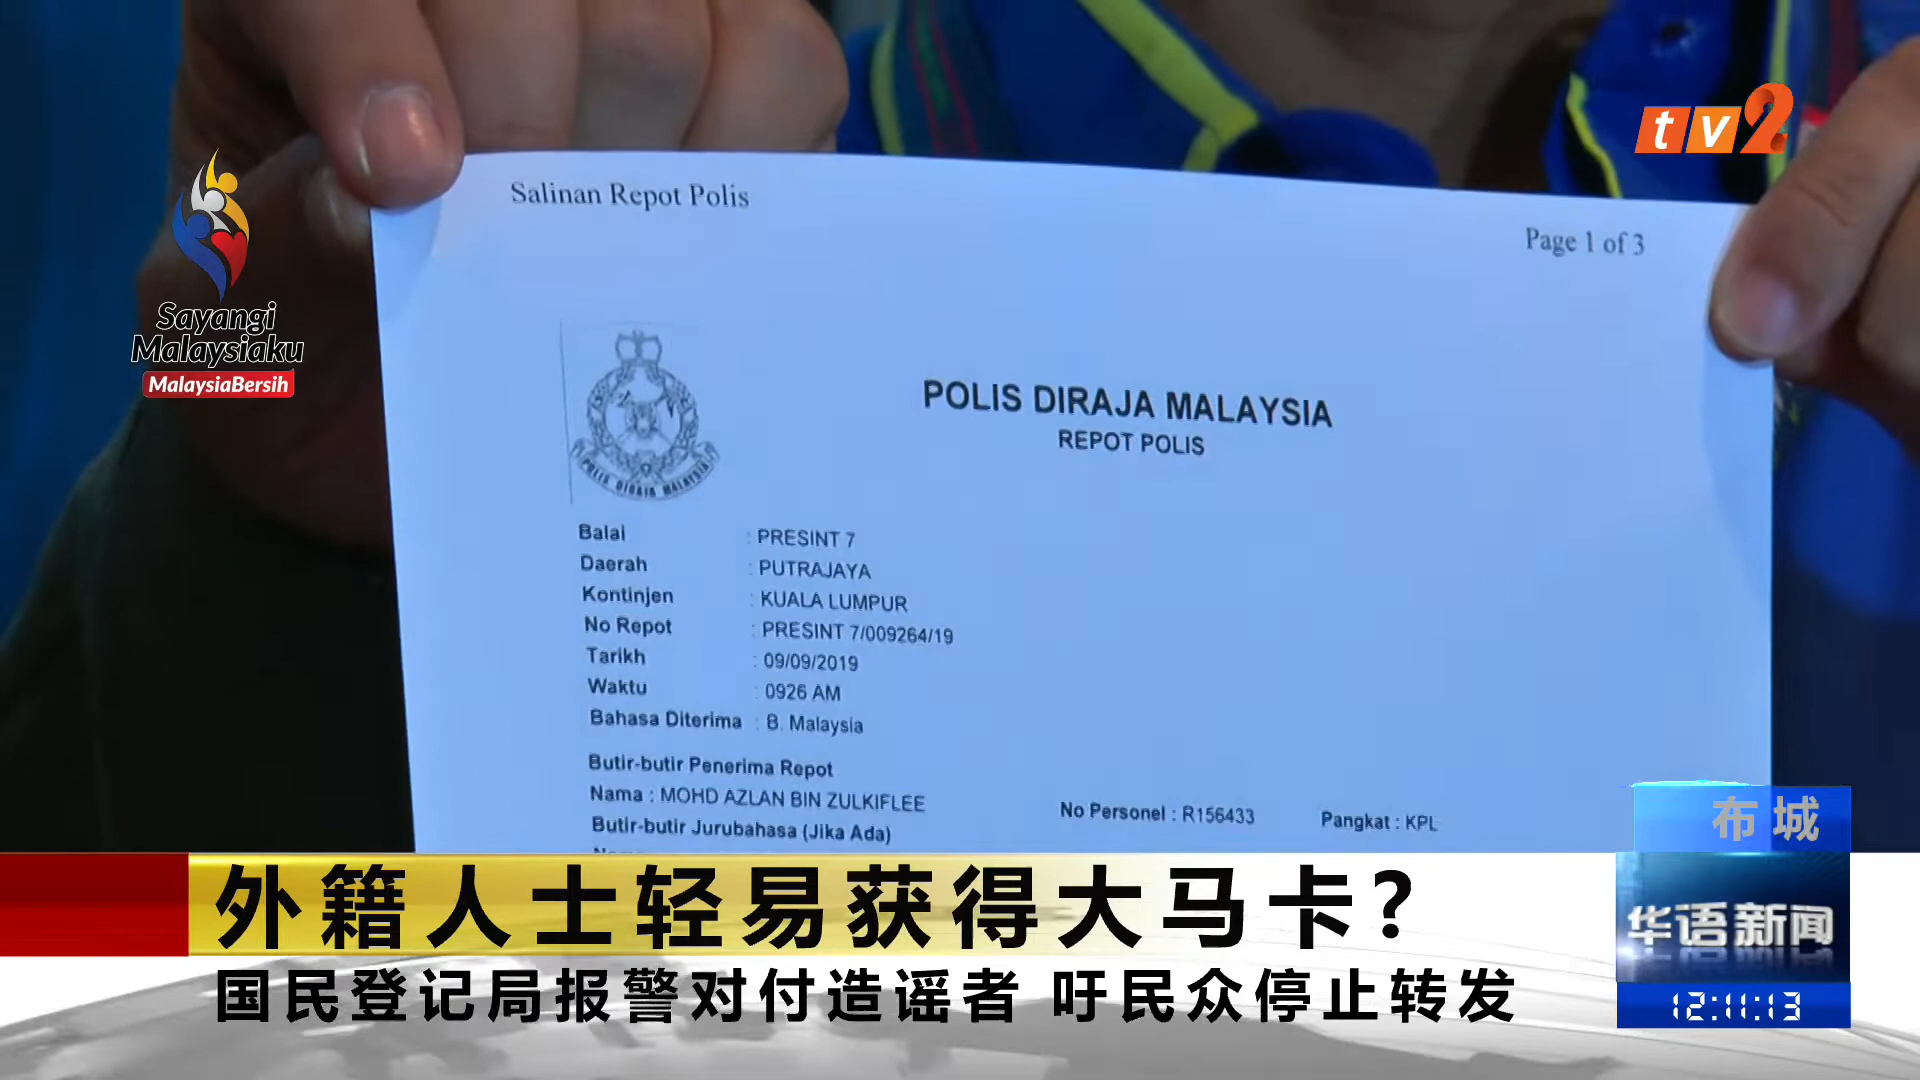 tv2
Sayangi
Malaysiaku
MalaysiaBersih
Salinan Repot Polis
Page 1 of 3
POLIS DIRAJA MALAYSIA
POLIS DIRAJA MALAYSIA
REPOT POLIS
Balai : PRESINT 7
Daerah : PUTRAJAYA
Kontinjen : KUALA LUMPUR
No Repot : PRESINT 7/009264/19
Tarikh : 09/09/2019
Waktu : 0926 AM
Bahasa Diterima : B. Malaysia
Butir-butir Penerima Repot
Nama : MOHD AZLAN BIN ZULKIFLEE No Personel : R156433 Pangkat : KPL
Butir-butir Jurubahasa (Jika Ada)
布城
外籍人士轻易获得大马卡?
国民登记局报警对付造谣者 吁民众停止转发
华语新闻
12:11:13